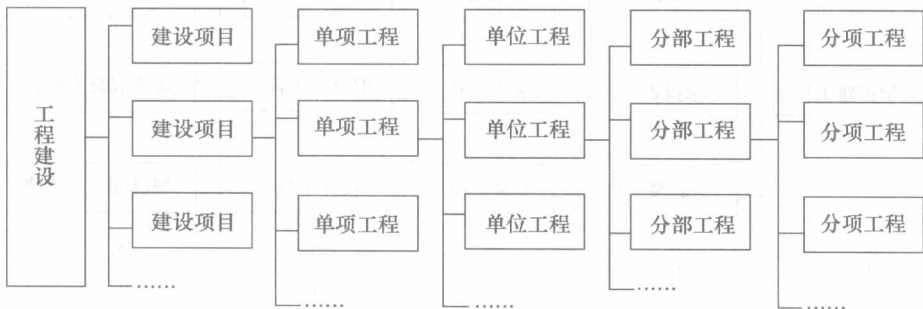 工程建设
建设项目
建设项目
建设项目
……
单项工程
单项工程
单项工程
……
单位工程
单位工程
单位工程
……
分部工程
分部工程
分部工程
……
分项工程
分项工程
分项工程
……